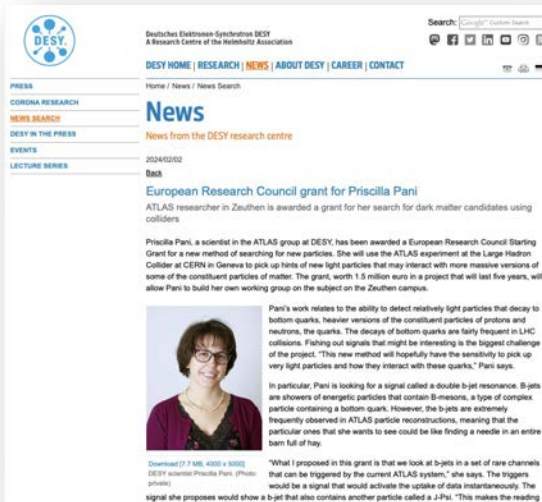 DESY.
Deutsches Elektronen-Synchrotron DESY
A Research Centre of the Helmholtz Association
Search: Google Custom Search
DESY HOME | RESEARCH | NEWS | ABOUT DESY | CAREER | CONTACT
PRESS
CORONA RESEARCH
NEWS SEARCH
DESY IN THE PRESS
EVENTS
LECTURE SERIES
Home / News / News Search
News
News from the DESY research centre
2024/02/02
Back
European Research Council grant for Priscilla Pani
ATLAS researcher in Zeuthen is awarded a grant for her search for dark matter candidates using
colliders
Priscilla Pani, a scientist in the ATLAS group at DESY, has been awarded a European Research Council Starting
Grant for a new method of searching for new particles. She will use the ATLAS experiment at the Large Hadron
Collider at CERN in Geneva to pick up hints of new light particles that may interact with more massive versions of
some of the constituent particles of matter. The grant, worth 1.5 million euro in a project that will last five years, will
allow Pani to build her own working group on the subject on the Zeuthen campus.
Pani's work relates to the ability to detect relatively light particles that decay to
bottom quarks, heavier versions of the constituent particles of protons and
neutrons, the quarks. The decays of bottom quarks are fairly frequent in LHC
collisions. Fishing out signals that might be interesting is the biggest challenge
of the project. "This new method will hopefully have the sensitivity to pick up
very light particles and how they interact with these quarks," Pani says.
In particular, Pani is looking for a signal called a double b-jet resonance. B-jets
are showers of energetic particles that contain B-mesons, a type of complex
particle containing a bottom quark. However, the b-jets are extremely
frequently observed in ATLAS particle reconstructions, meaning that the
particular ones that she wants to see could be like finding a needle in an entire
barn full of hay.
Download [7.7 MB, 4000 x 5000]
DESY scientist Priscilla Pani. (Photo:
private)
"What I proposed in this grant is that we look at b-jets in a set of rare channels
that can be triggered by the current ATLAS system," she says. The triggers
would be a signal that would activate the uptake of data instantaneously. The
signal she proposes would show a b-jet that also contains another particle called a J-Psi. "This makes the reading